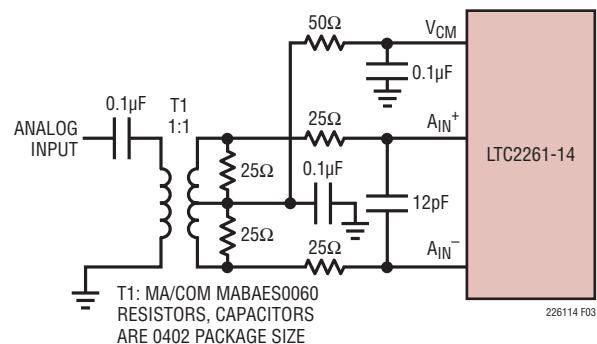 50Ω
VCM
0.1µF
0.1µF
T1
1:1
25Ω
AIN+
ANALOG
INPUT
25Ω
0.1µF
LTC2261-14
12pF
25Ω
25Ω
AIN−
T1: MA/COM MABAES0060
RESISTORS, CAPACITORS
ARE 0402 PACKAGE SIZE
226114 F03